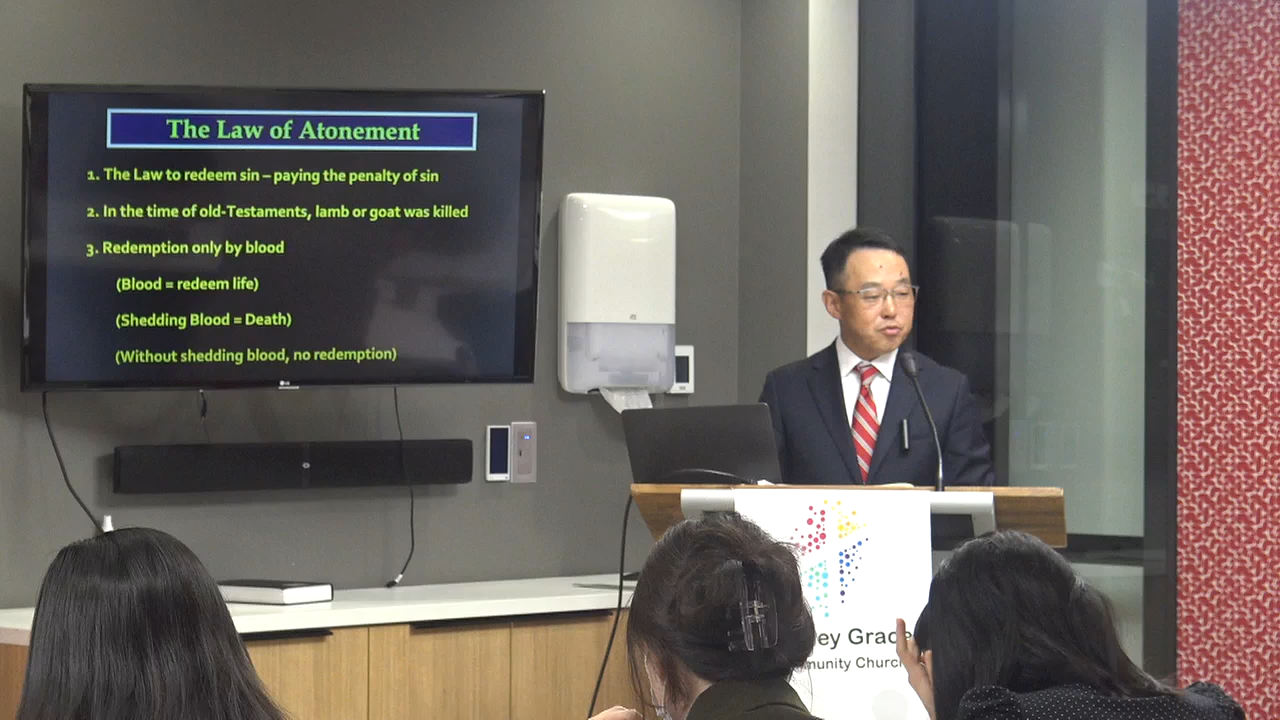 The Law of Atonement
1. The Law to redeem sin – paying the penalty of sin
2. In the time of old-Testaments, lamb or goat was killed
3. Redemption only by blood
(Blood = redeem life)
(Shedding Blood = Death)
(Without shedding blood, no redemption)
LG
ney Grace
munity Church